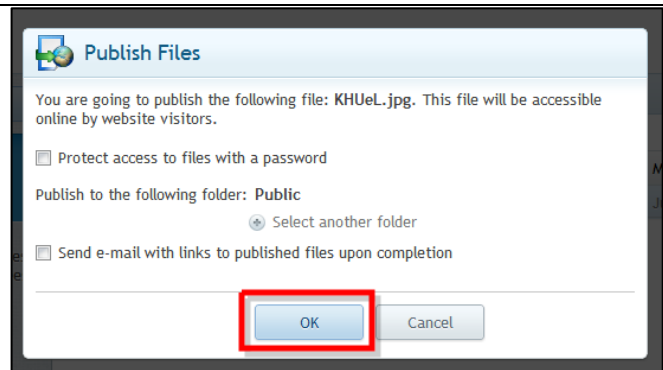 Publish Files
You are going to publish the following file: KHUeL.jpg. This file will be accessible
online by website visitors.
Protect access to files with a password
Publish to the following folder: Public
Select another folder
Send e-mail with links to published files upon completion
OK Cancel